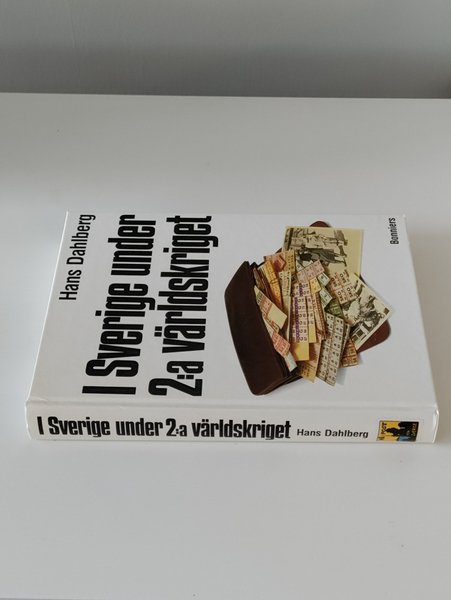 Hans Dahlberg
I Sverige under
2:a världskriget
Bonniers
I Sverige under 2:a världskriget Hans Dahlberg